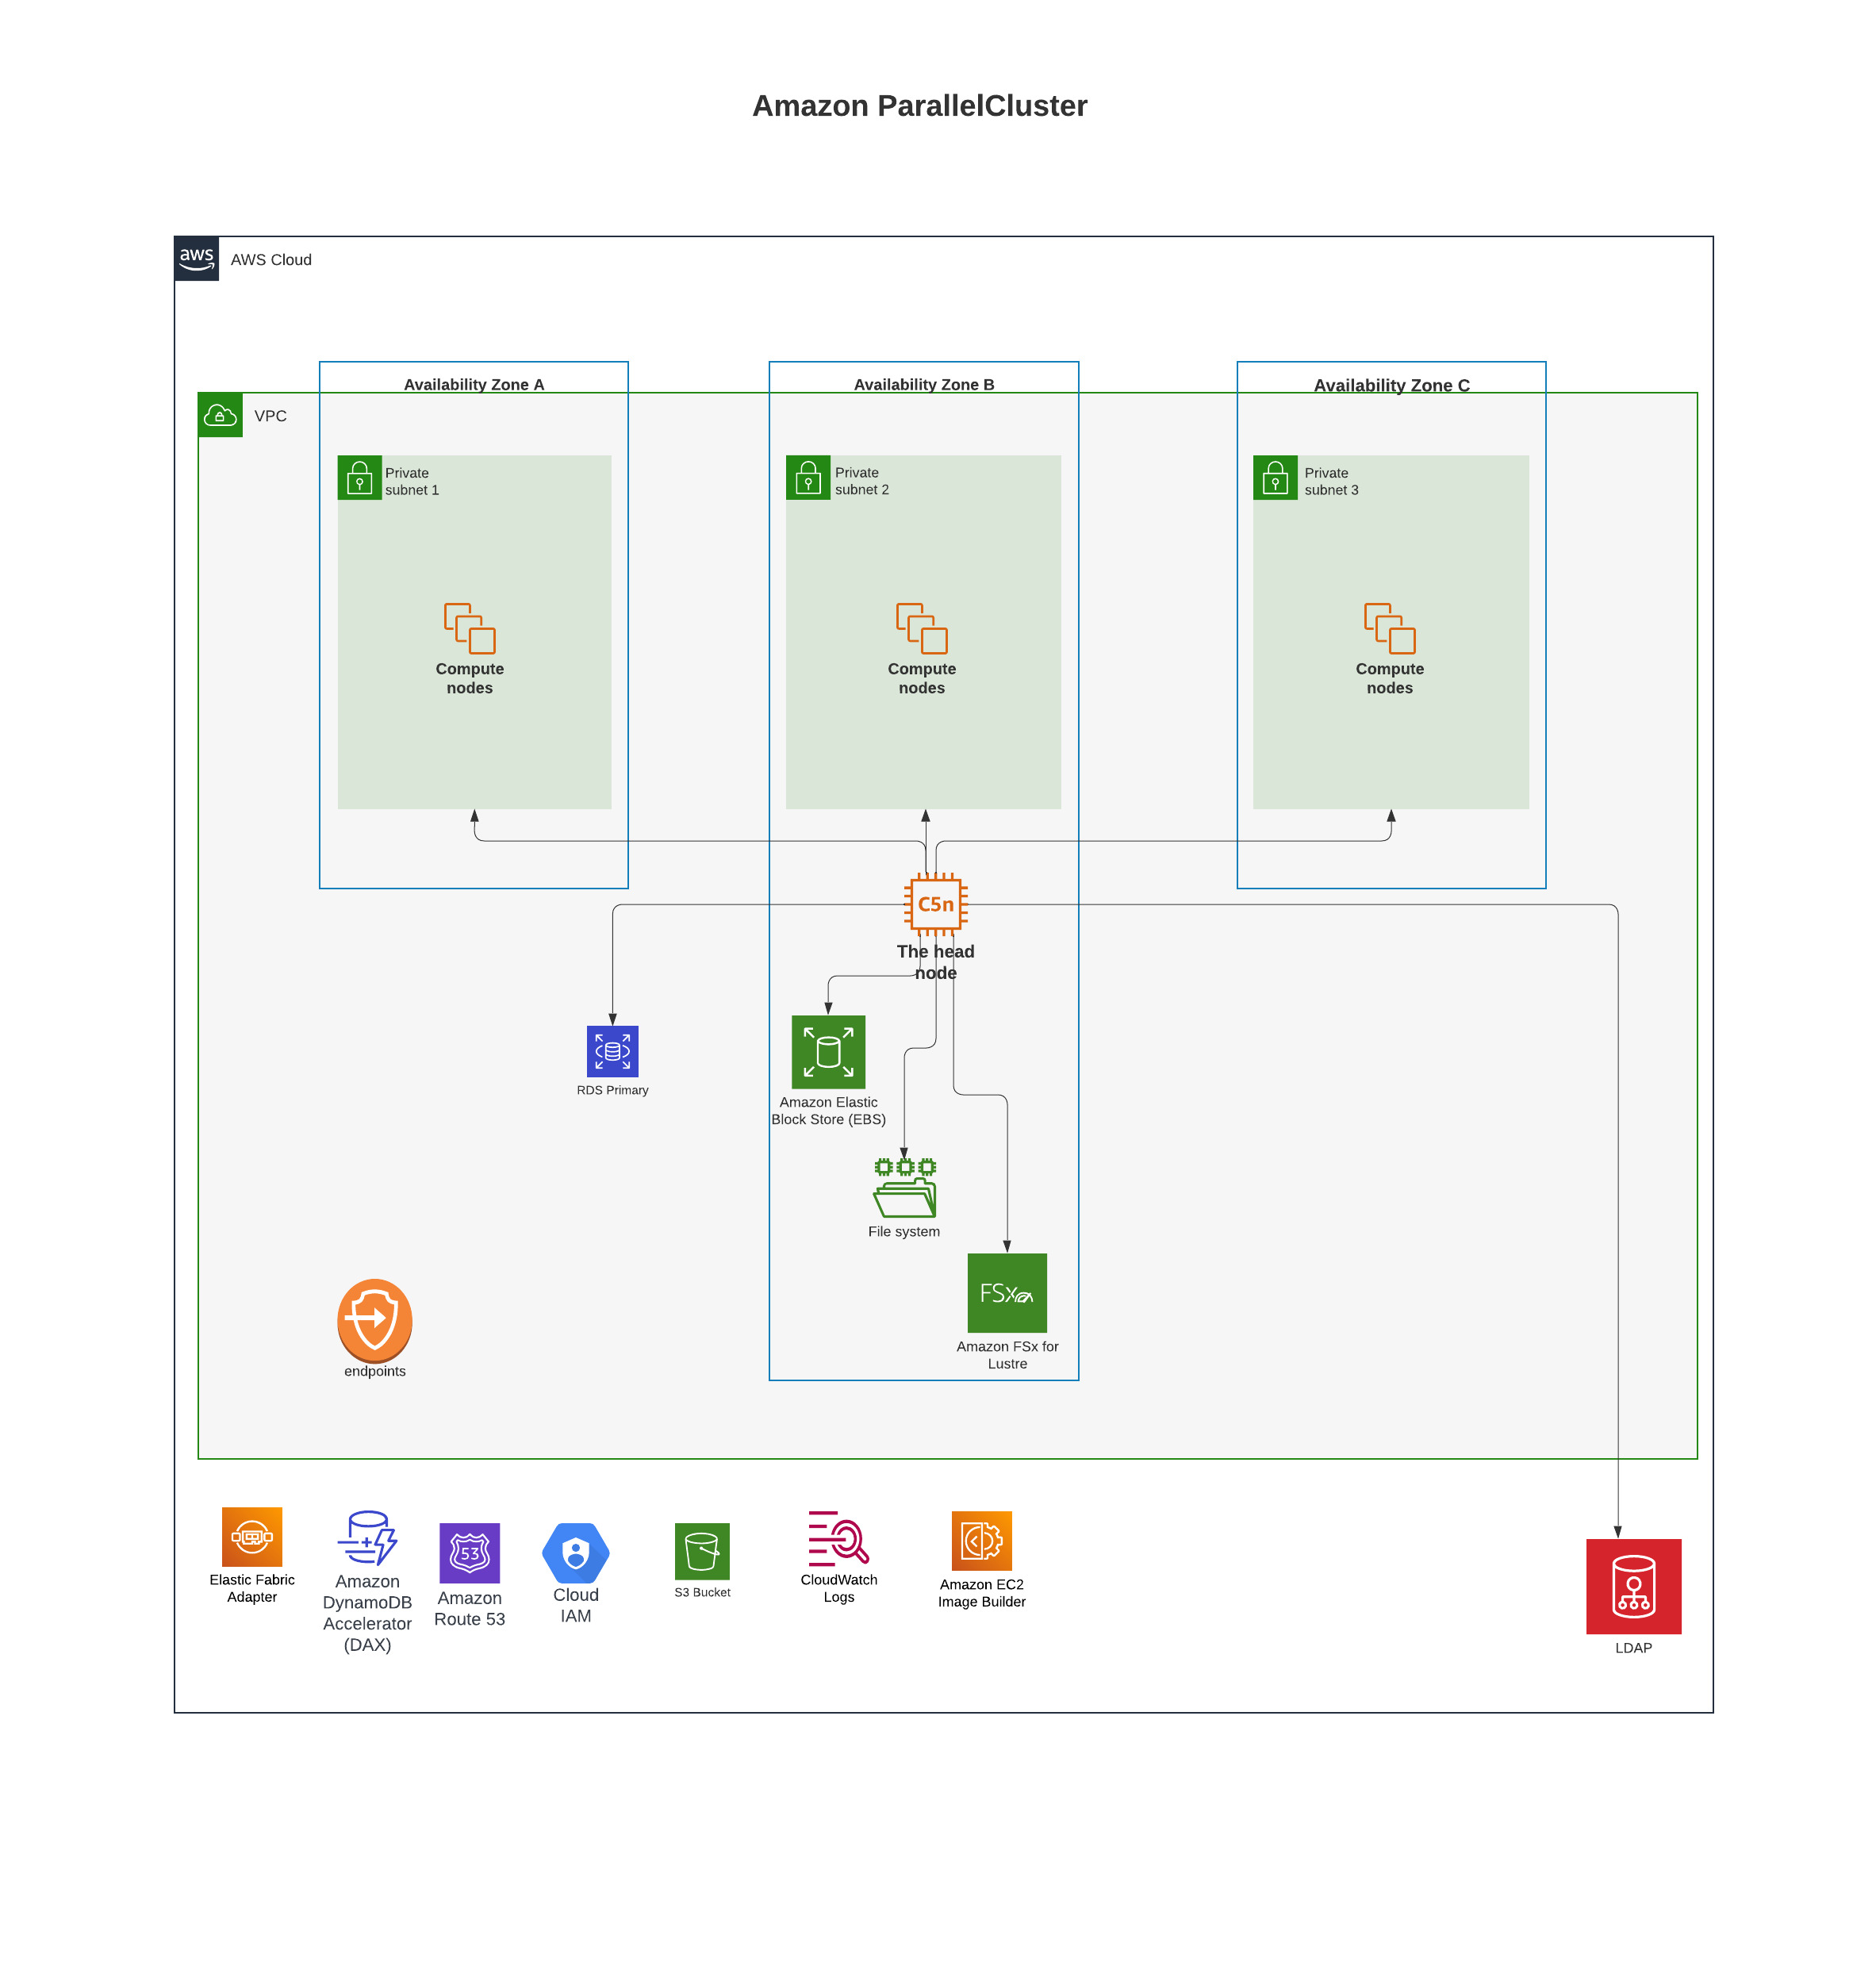 Amazon ParallelCluster
aws
AWS Cloud
Availability Zone A
Availability Zone B
Availability Zone C
VPC
Private
subnet 1
Private
subnet 2
Private
subnet 3
Compute
nodes
Compute
nodes
Compute
nodes
C5n
The head
node
RDS Primary
Amazon Elastic
Block Store (EBS)
File system
FSx
Amazon FSx for
Lustre
endpoints
Elastic Fabric
Adapter
Amazon
DynamoDB
Accelerator
(DAX)
53
Amazon
Route 53
Cloud
IAM
S3 Bucket
CloudWatch
Logs
Amazon EC2
Image Builder
LDAP